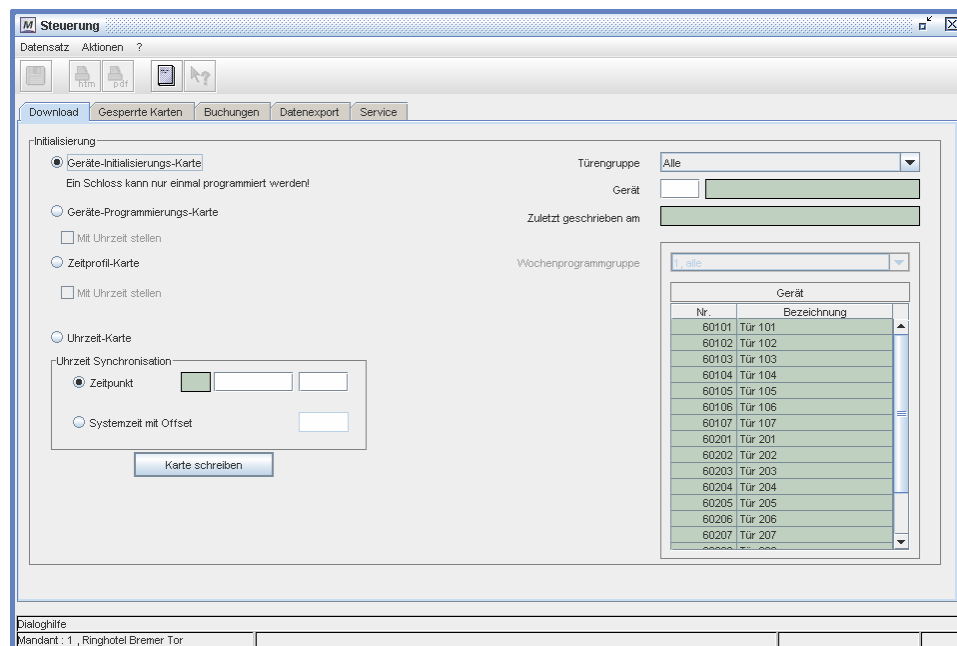 M Steuerung
Datensatz Aktionen ?
htm pdf ?
Download Gesperrte Karten Buchungen Datenexport Service
Initialisierung
Geräte-Initialisierungs-Karte
Ein Schloss kann nur einmal programmiert werden!
Geräte-Programmierungs-Karte
Mit Uhrzeit stellen
Zeitprofil-Karte
Mit Uhrzeit stellen
Uhrzeit-Karte
Uhrzeit Synchronisation
Zeitpunkt
Systemzeit mit Offset
Karte schreiben
Türengruppe Alle
Gerät
Zuletzt geschrieben am
Wochenprogrammgruppe 1, alle
Gerät
Nr. Bezeichnung
60101 Tür 101
60102 Tür 102
60103 Tür 103
60104 Tür 104
60105 Tür 105
60106 Tür 106
60107 Tür 107
60201 Tür 201
60202 Tür 202
60203 Tür 203
60204 Tür 204
60205 Tür 205
60206 Tür 206
60207 Tür 207
Dialoghilfe
Mandant : 1 , Ringhotel Bremer Tor